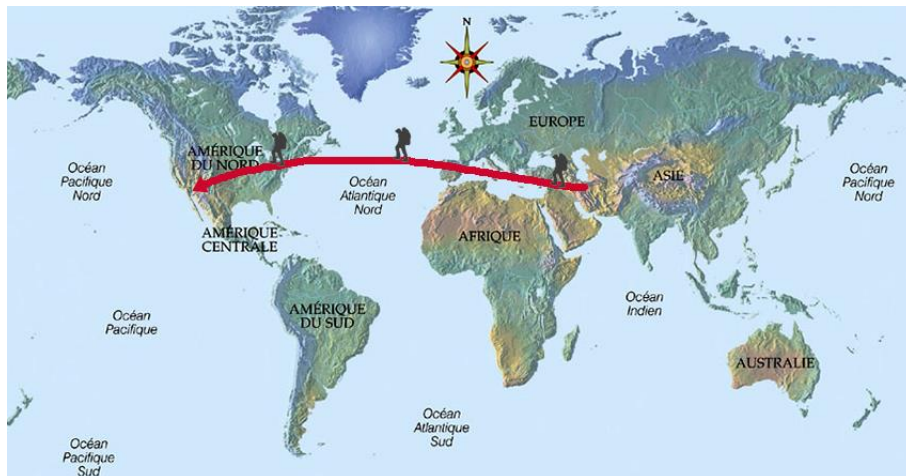 N
EUROPE
AMÉRIQUE
DU NORD
Océan
Pacifique
Nord
Océan
Atlantique
Nord
ASIE
Océan
Pacifique
Nord
AMÉRIQUE
CENTRALE
AFRIQUE
Océan
Pacifique
AMÉRIQUE
DU SUD
Océan
Indien
AUSTRALIE
Océan
Atlantique
Sud
Océan
Pacifique
Sud